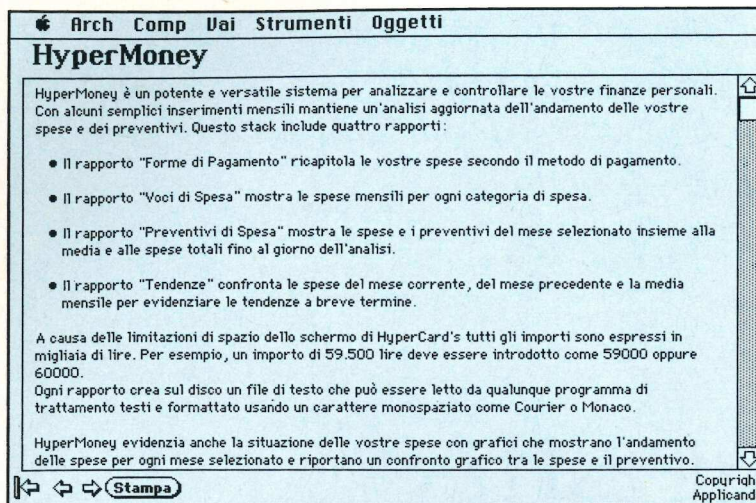 Arch Comp Vai Strumenti Oggetti
HyperMoney
HyperMoney è un potente e versatile sistema per analizzare e controllare le vostre finanze personali.
Con alcuni semplici inserimenti mensili mantiene un'analisi aggiornata dell'andamento delle vostre
spese e dei preventivi. Questo stack include quattro rapporti:
● Il rapporto "Forme di Pagamento" ricapitola le vostre spese secondo il metodo di pagamento.
● Il rapporto "Voci di Spesa" mostra le spese mensili per ogni categoria di spesa.
● Il rapporto "Preventivi di Spesa" mostra le spese e i preventivi del mese selezionato insieme alla
media e alle spese totali fino al giorno dell'analisi.
● Il rapporto "Tendenze" confronta le spese del mese corrente, del mese precedente e la media
mensile per evidenziare le tendenze a breve termine.
A causa delle limitazioni di spazio dello schermo di HyperCard's tutti gli importi sono espressi in
migliaia di lire. Per esempio, un importo di 59.500 lire deve essere introdotto come 59000 oppure
60000.
Ogni rapporto crea sul disco un file di testo che può essere letto da qualunque programma di
trattamento testi e formattato usando un carattere monospaziato come Courier o Monaco.
HyperMoney evidenzia anche la situazione delle vostre spese con grafici che mostrano l'andamento
delle spese per ogni mese selezionato e riportano un confronto grafico tra le spese e il preventivo.
Stampa
Copyrig
Applican